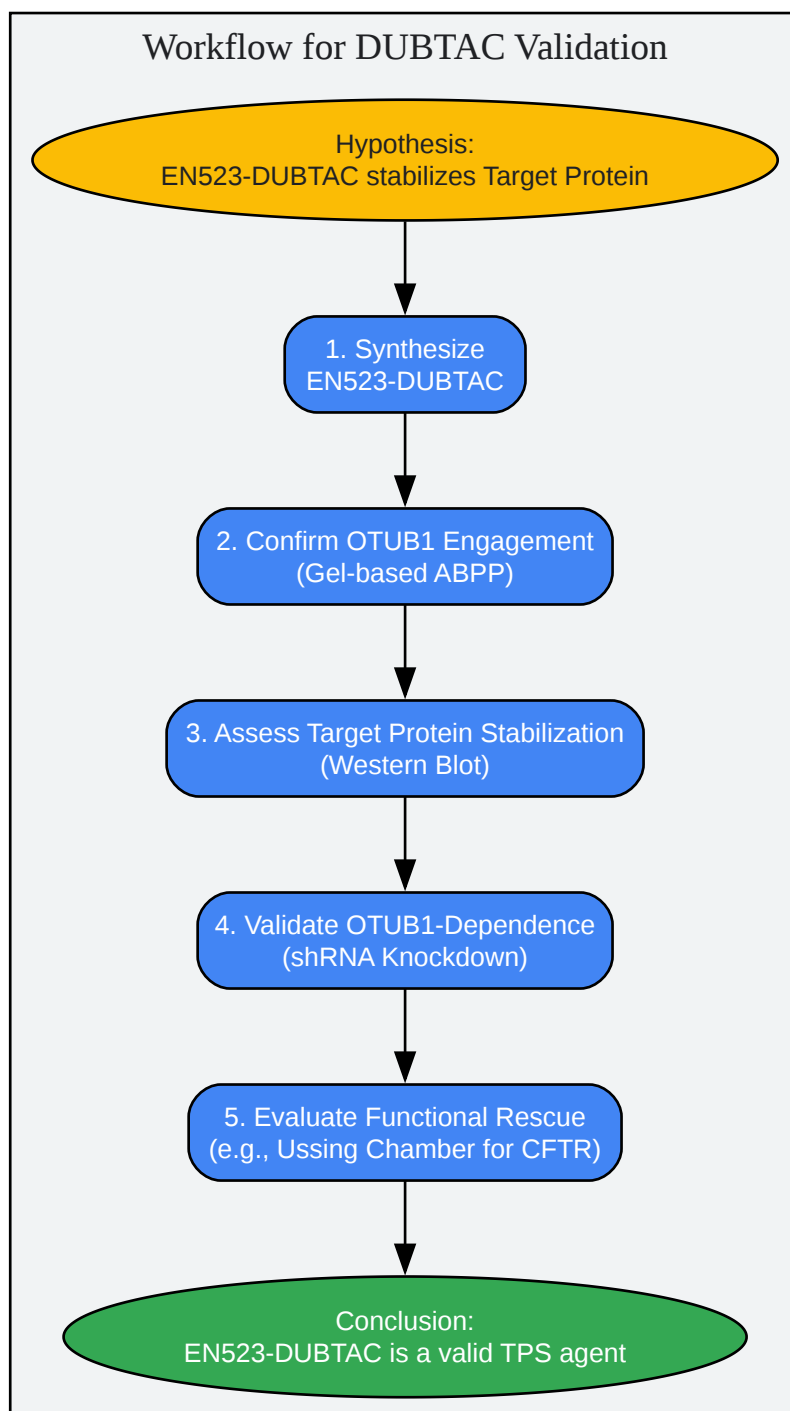 Workflow for DUBTAC Validation
Hypothesis:
EN523-DUBTAC stabilizes Target Protein
1. Synthesize
EN523-DUBTAC
2. Confirm OTUB1 Engagement
(Gel-based ABPP)
3. Assess Target Protein Stabilization
(Western Blot)
4. Validate OTUB1-Dependence
(shRNA Knockdown)
5. Evaluate Functional Rescue
(e.g., Ussing Chamber for CFTR)
Conclusion:
EN523-DUBTAC is a valid TPS agent